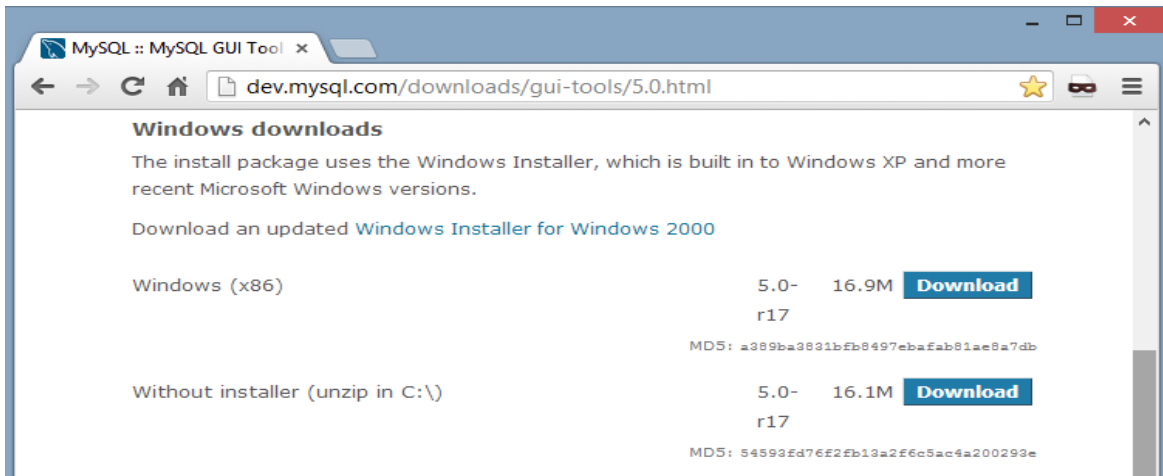 MySQL :: MySQL GUI Tool
dev.mysql.com/downloads/gui-tools/5.0.html
Windows downloads
The install package uses the Windows Installer, which is built in to Windows XP and more
recent Microsoft Windows versions.
Download an updated Windows Installer for Windows 2000
Windows (x86) 5.0- 16.9M Download
r17
MD5: a389ba3831bfb8497ebafab81ae8a7db
Without installer (unzip in C:\) 5.0- 16.1M Download
r17
MD5: 54593fd76f2fb13a2f6c5ac4a200293e